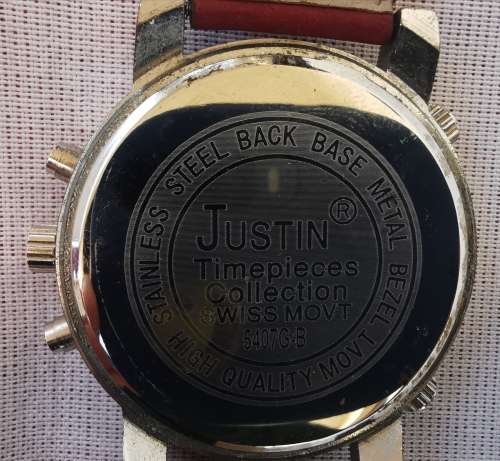 STAINLESS STEEL BACK BASE METAL BEZEL
JUSTIN ®
Timepieces
Collection
SWISS MOVT
5407G-B
HIGH QUALITY MOVT